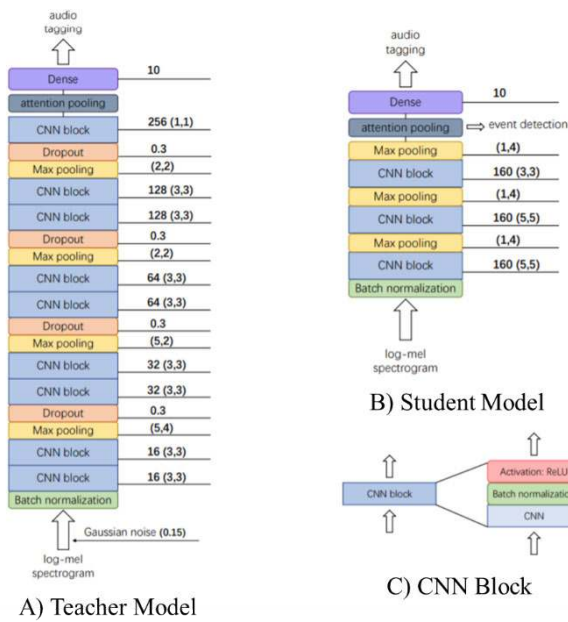 audio
tagging
Dense 10
attention pooling
CNN block 256 (1,1)
Dropout 0.3
Max pooling (2,2)
CNN block 128 (3,3)
CNN block 128 (3,3)
Dropout 0.3
Max pooling (2,2)
CNN block 64 (3,3)
CNN block 64 (3,3)
Dropout 0.3
Max pooling (5,2)
CNN block 32 (3,3)
CNN block 32 (3,3)
Dropout 0.3
Max pooling (5,4)
CNN block 16 (3,3)
CNN block 16 (3,3)
Batch normalization
Gaussian noise (0.15)
log-mel
spectrogram
A) Teacher Model
audio
tagging
Dense 10
attention pooling event detection
Max pooling (1,4)
CNN block 160 (3,3)
Max pooling (1,4)
CNN block 160 (5,5)
Max pooling (1,4)
CNN block 160 (5,5)
Batch normalization
log-mel
spectrogram
B) Student Model
CNN block
Activation: ReLU
Batch normalizatio
CNN
C) CNN Block